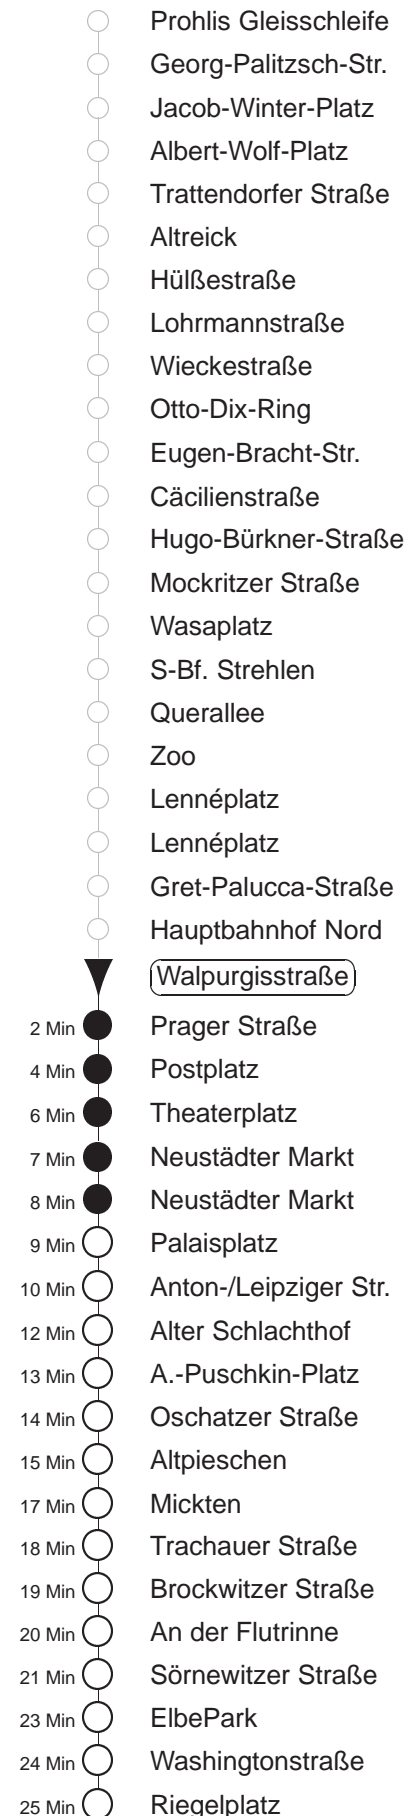 Prohlis Gleisschleife
Georg-Palitzsch-Str.
Jacob-Winter-Platz
Albert-Wolf-Platz
Trattendorfer Straße
Altreick
Hülßestraße
Lohrmannstraße
Wieckestraße
Otto-Dix-Ring
Eugen-Bracht-Str.
Cäcilienstraße
Hugo-Bürkner-Straße
Mockritzer Straße
Wasaplatz
S-Bf. Strehlen
Querallee
Zoo
Lennéplatz
Lennéplatz
Gret-Palucca-Straße
Hauptbahnhof Nord
Walpurgisstraße
2 Min Prager Straße
4 Min Postplatz
6 Min Theaterplatz
7 Min Neustädter Markt
8 Min Neustädter Markt
9 Min Palaisplatz
10 Min Anton-/Leipziger Str.
12 Min Alter Schlachthof
13 Min A.-Puschkin-Platz
14 Min Oschatzer Straße
15 Min Altpieschen
17 Min Mickten
18 Min Trachauer Straße
19 Min Brockwitzer Straße
20 Min An der Flutrinne
21 Min Sörnewitzer Straße
23 Min ElbePark
24 Min Washingtonstraße
25 Min Riegelplatz